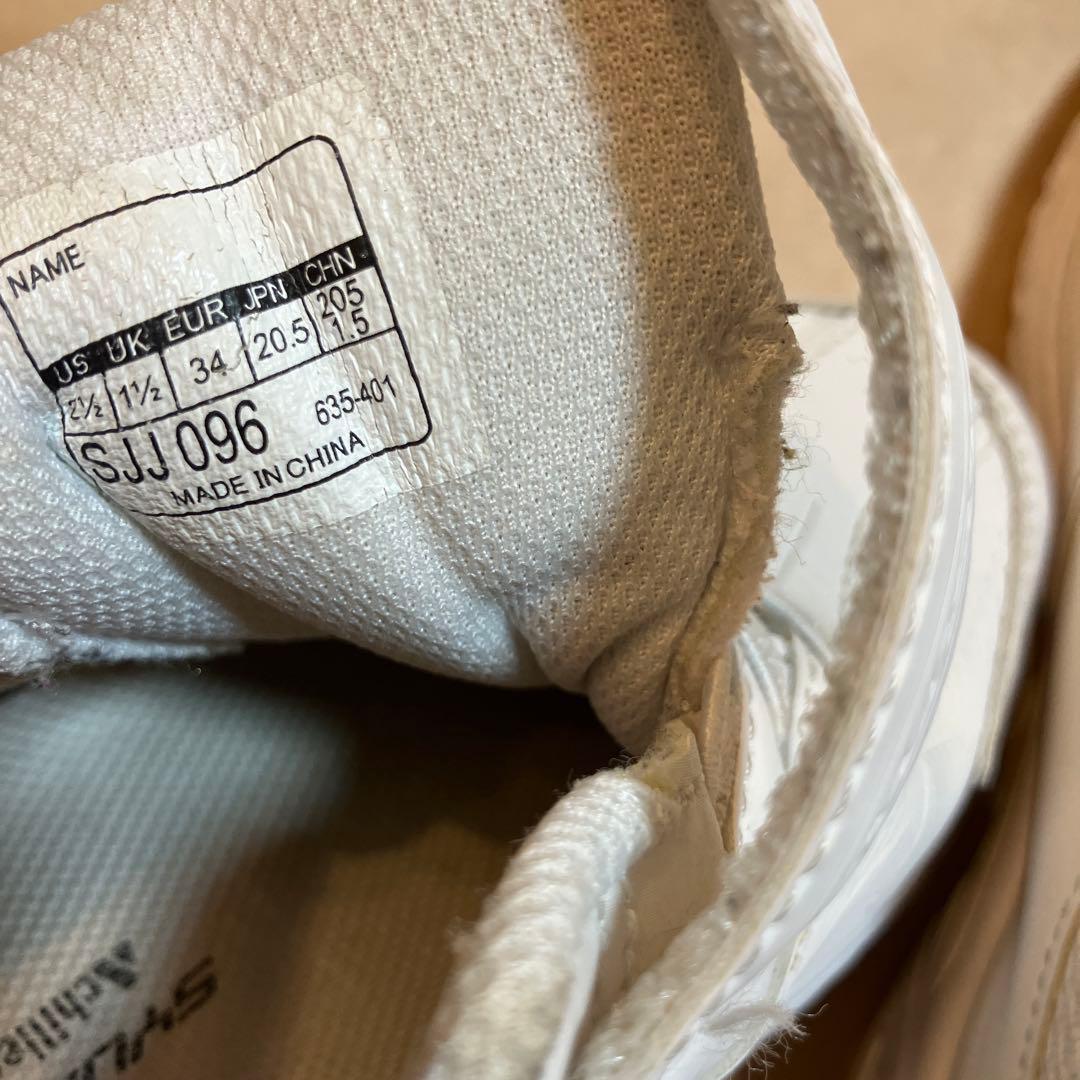 NAME
US UK EUR JPN CHN
2½ 1½ 34 20.5 205
1.5
SJJ 096 635-401
MADE IN CHINA
Achilles